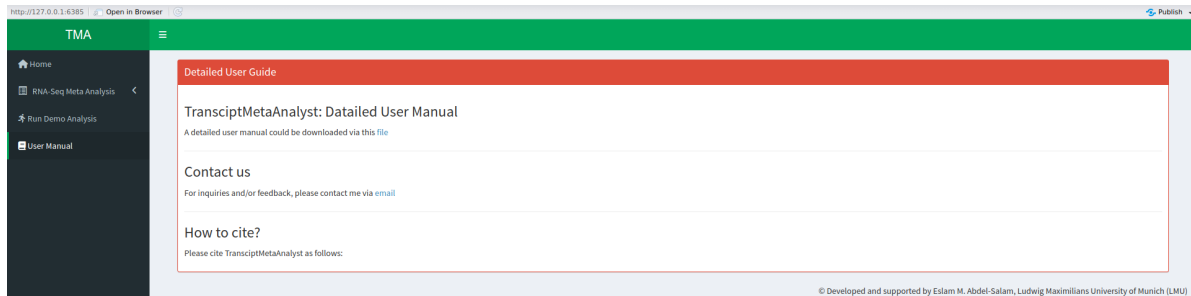 http://127.0.0.1:6385 Open in Browser Publish
TMA
Home
RNA-Seq Meta Analysis
Run Demo Analysis
User Manual
Detailed User Guide
TransciptMetaAnalyst: Datailed User Manual
A detailed user manual could be downloaded via this file
Contact us
For inquiries and/or feedback, please contact me via email
How to cite?
Please cite TransciptMetaAnalyst as follows:
© Developed and supported by Eslam M. Abdel-Salam, Ludwig Maximilians University of Munich (LMU)